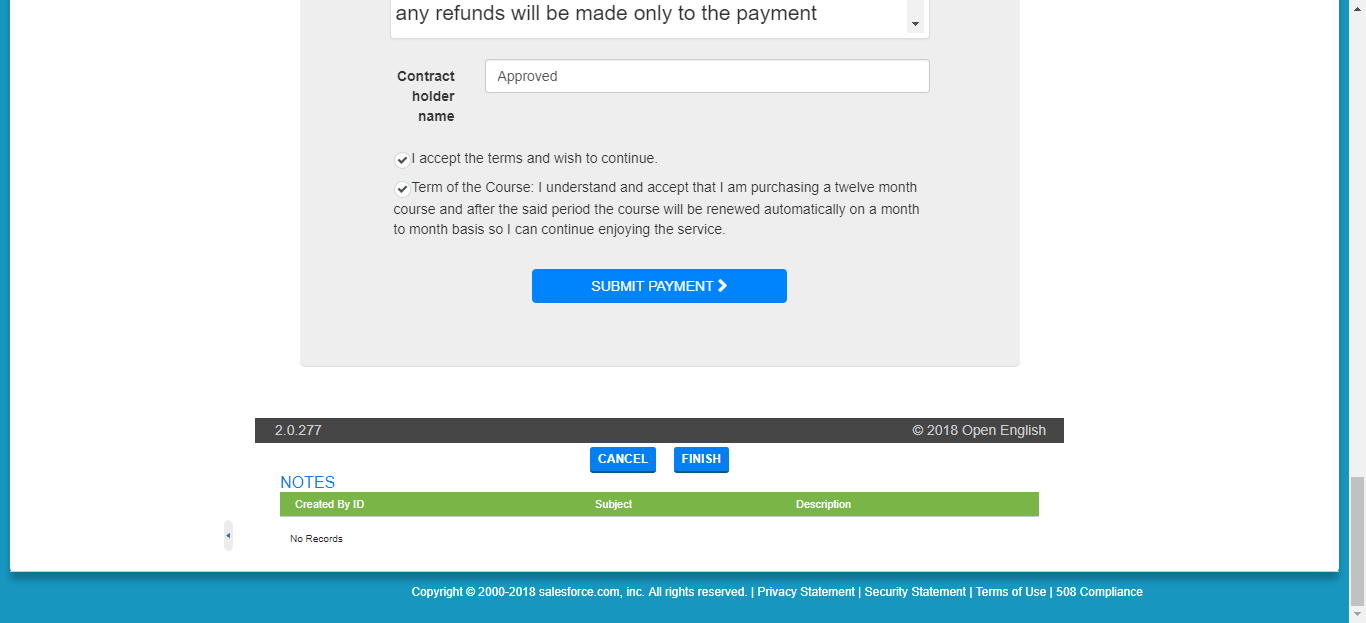 any refunds will be made only to the payment
Contract
holder
name
Approved
I accept the terms and wish to continue.
Term of the Course: I understand and accept that I am purchasing a twelve month
course and after the said period the course will be renewed automatically on a month
to month basis so I can continue enjoying the service.
SUBMIT PAYMENT
2.0.277 © 2018 Open English
CANCEL FINISH
NOTES
Created By ID Subject Description
No Records
Copyright © 2000-2018 salesforce.com, inc. All rights reserved. | Privacy Statement | Security Statement | Terms of Use | 508 Compliance